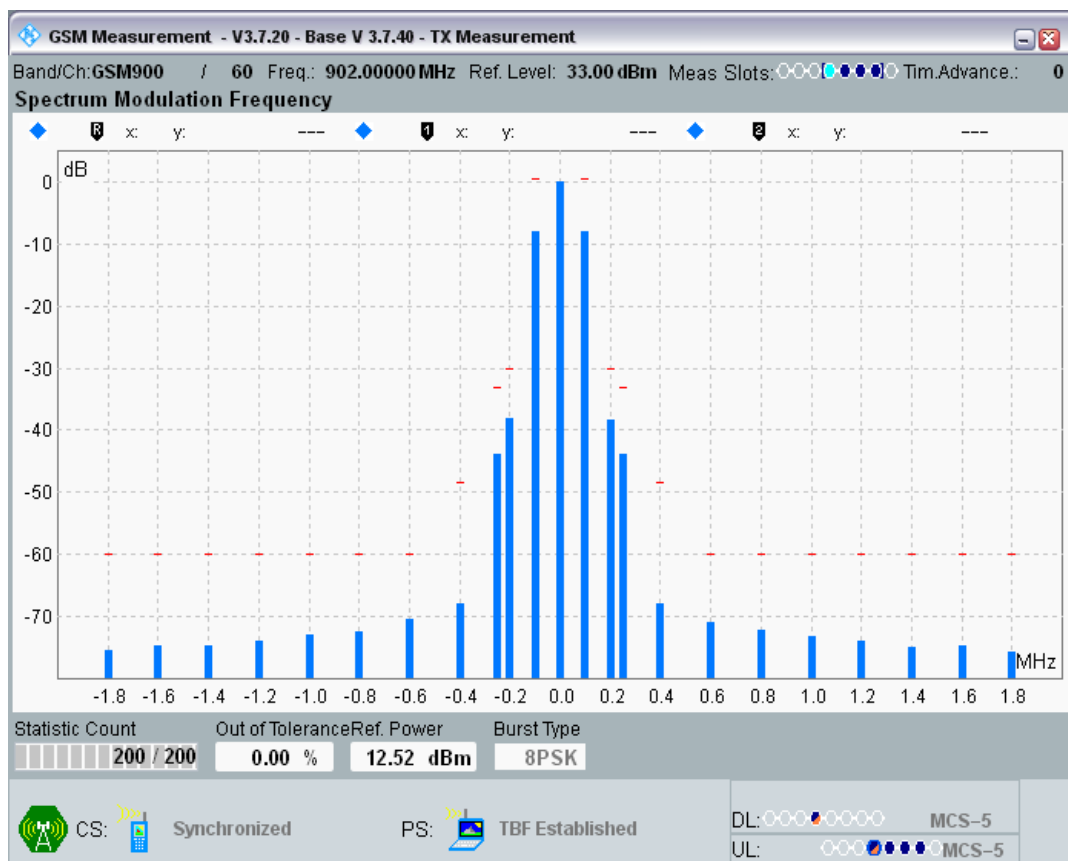 GSM Measurement - V3.7.20 - Base V 3.7.40 - TX Measurement
Band/Ch:GSM900 / 60 Freq.: 902.00000 MHz Ref. Level: 33.00 dBm Meas Slots: Tim.Advance.: 0
Spectrum Modulation Frequency
R x: y: --- 1 x: y: --- 2 x: y: ---
dB
0
-10
-20
-30
-40
-50
-60
-70
MHz
-1.8 -1.6 -1.4 -1.2 -1.0 -0.8 -0.6 -0.4 -0.2 0.0 0.2 0.4 0.6 0.8 1.0 1.2 1.4 1.6 1.8
Statistic Count Out of Tolerance Ref. Power Burst Type
200 / 200 0.00 % 12.52 dBm 8PSK
CS: Synchronized PS: TBF Established
DL: MCS-5
UL: MCS-5